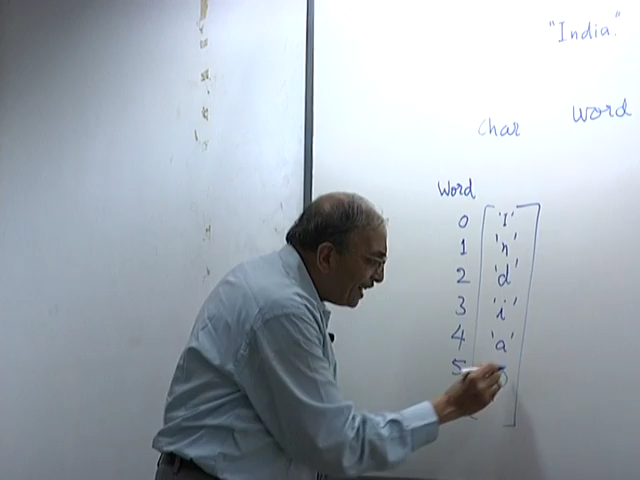 "India."
Char word
Word
0 'I'
1 'n'
2 'd'
3 'i'
4 'a'
5